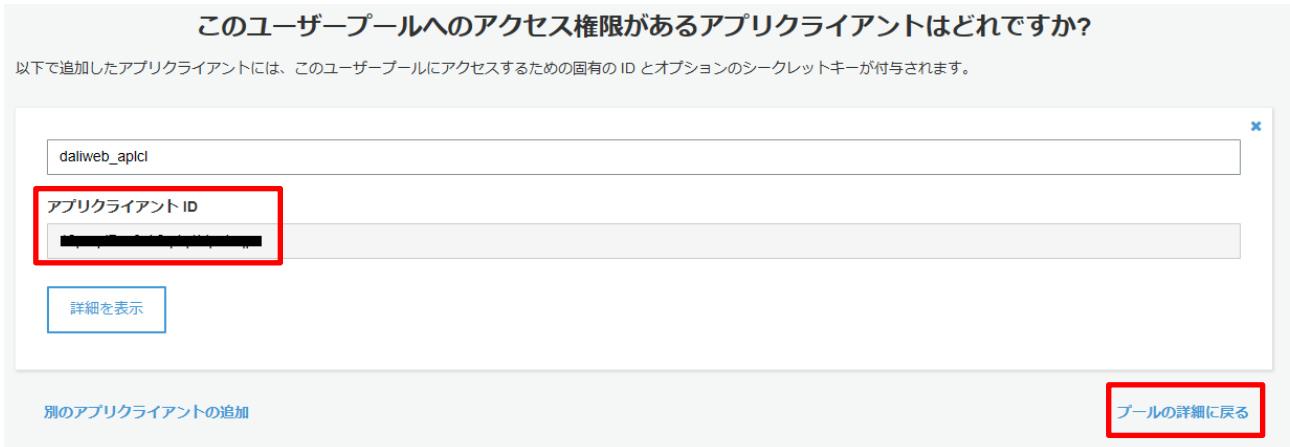 このユーザープールへのアクセス権限があるアプリクライアントはどれですか?
以下で追加したアプリクライアントには、このユーザープールにアクセスするための固有の ID とオプションのシークレットキーが付与されます。
daliweb_aplcl
アプリクライアント ID
詳細を表示
別のアプリクライアントの追加
プールの詳細に戻る